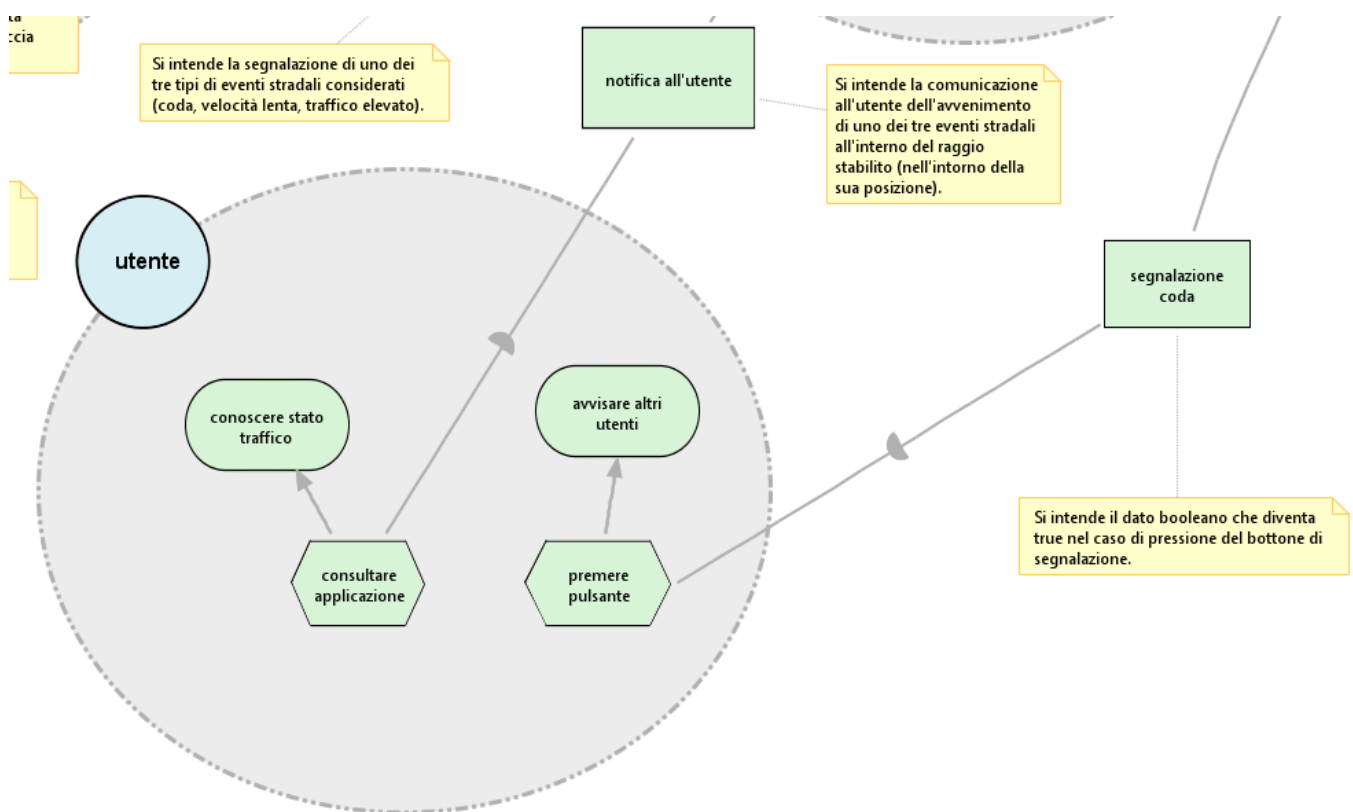 ccia
Si intende la segnalazione di uno dei
tre tipi di eventi stradali considerati
(coda, velocità lenta, traffico elevato).
notifica all'utente
Si intende la comunicazione
all'utente dell'avvenimento
di uno dei tre eventi stradali
all'interno del raggio
stabilito (nell'intorno della
sua posizione).
utente
segnalazione
coda
conoscere stato
traffico
avvisare altri
utenti
Si intende il dato booleano che diventa
true nel caso di pressione del bottone di
segnalazione.
consultare
applicazione
premere
pulsante